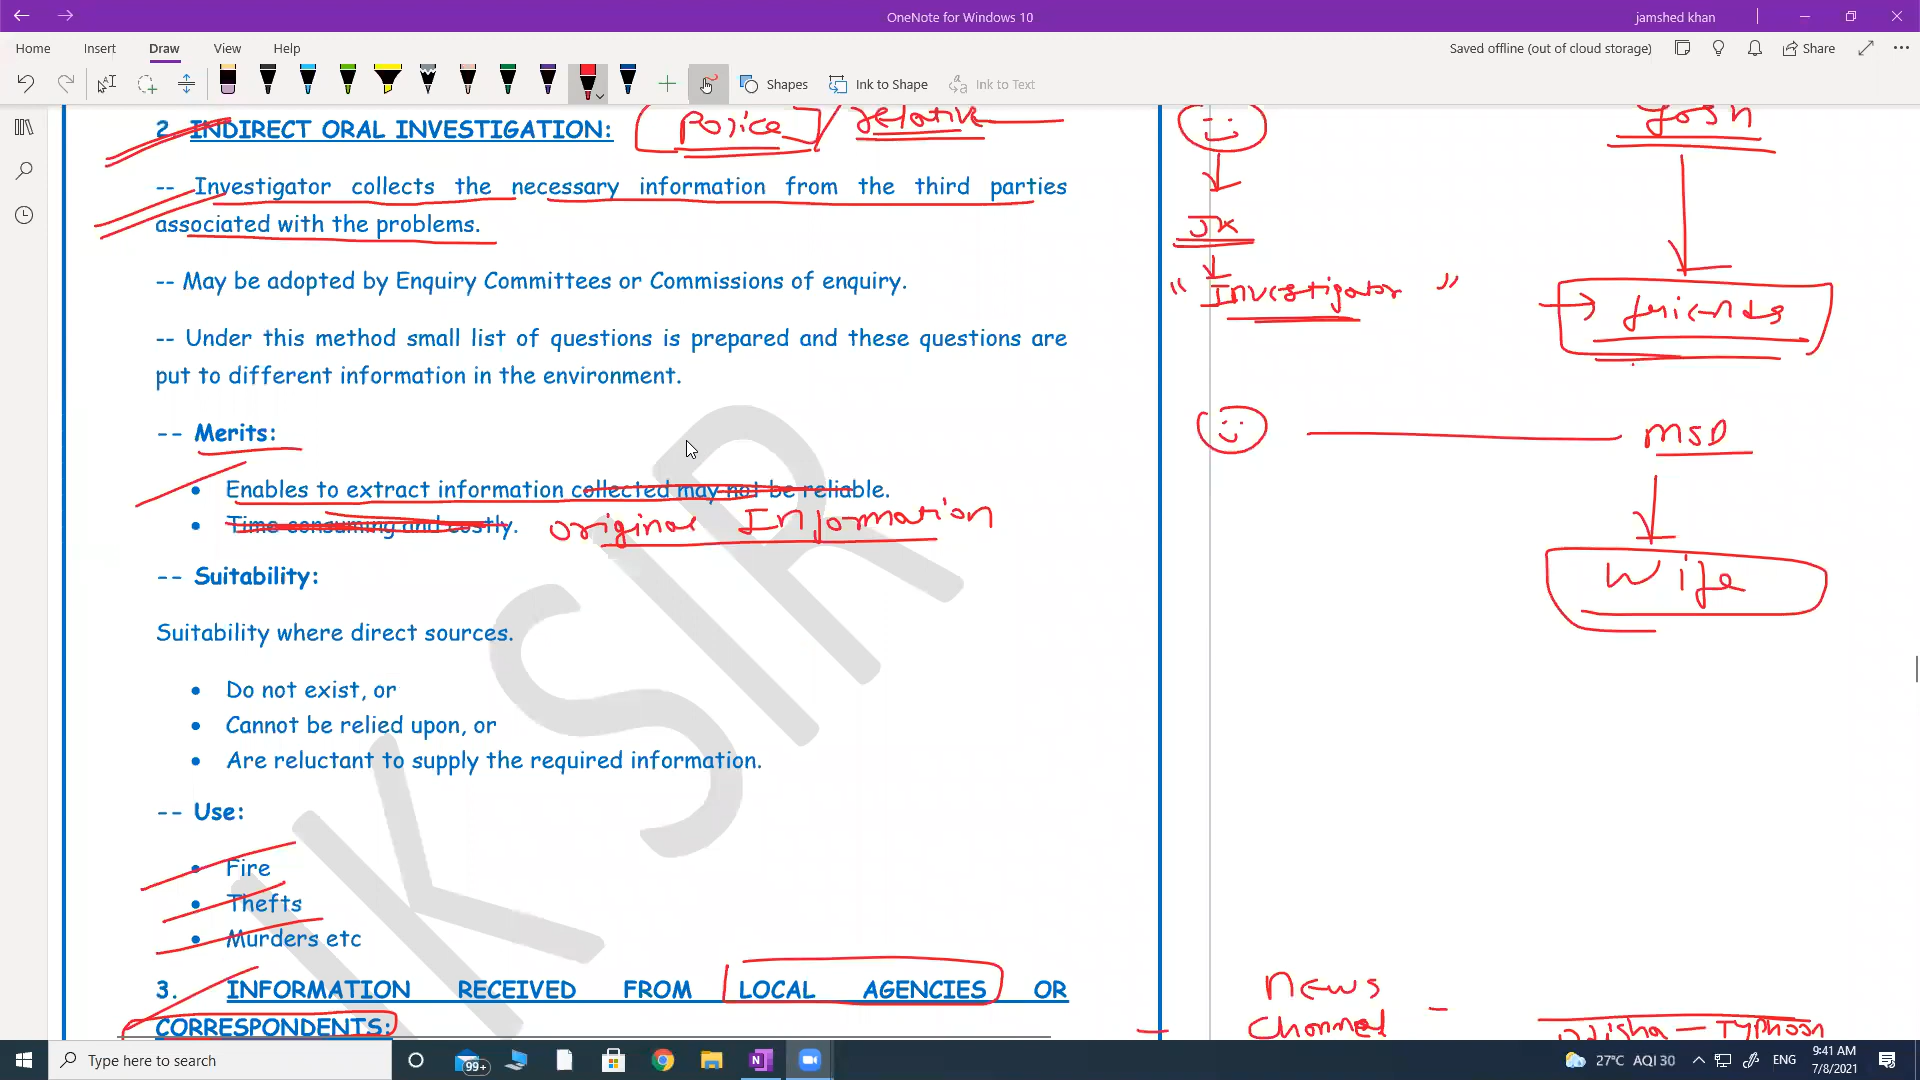 OneNote for Windows 10
jamshed khan
Home Insert Draw View Help
Saved offline (out of cloud storage)
Share
Shapes
Ink to Shape
Ink to Text
2. INDIRECT ORAL INVESTIGATION: Police / relative
-- Investigator collects the necessary information from the third parties
associated with the problems.
-- May be adopted by Enquiry Committees or Commissions of enquiry.
-- Under this method small list of questions is prepared and these questions are
put to different information in the environment.
-- Merits:
• Enables to extract information collected may not be reliable.
• Time consuming and costly. original Information
-- Suitability:
Suitability where direct sources.
• Do not exist, or
• Cannot be relied upon, or
• Are reluctant to supply the required information.
-- Use:
• Fire
• Thefts
• Murders etc
3. INFORMATION RECEIVED FROM LOCAL AGENCIES OR
CORRESPONDENTS:
JK
" Investigator "
Yash
friends
MSD
Wife
News
Channel
Odisha - Typhoon
JK SIR
Type here to search
99+
27°C AQI 30
ENG
9:41 AM
7/8/2021